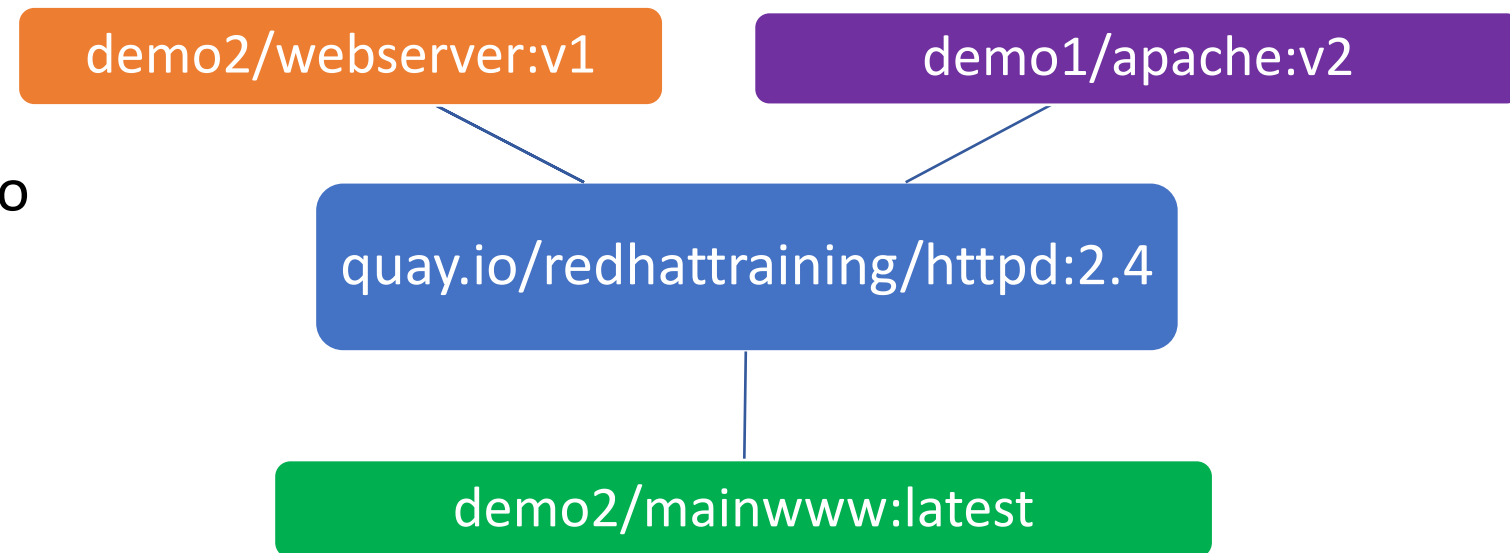 demo2/webserver:v1
demo1/apache:v2
o
quay.io/redhattraining/httpd:2.4
demo2/mainwww:latest